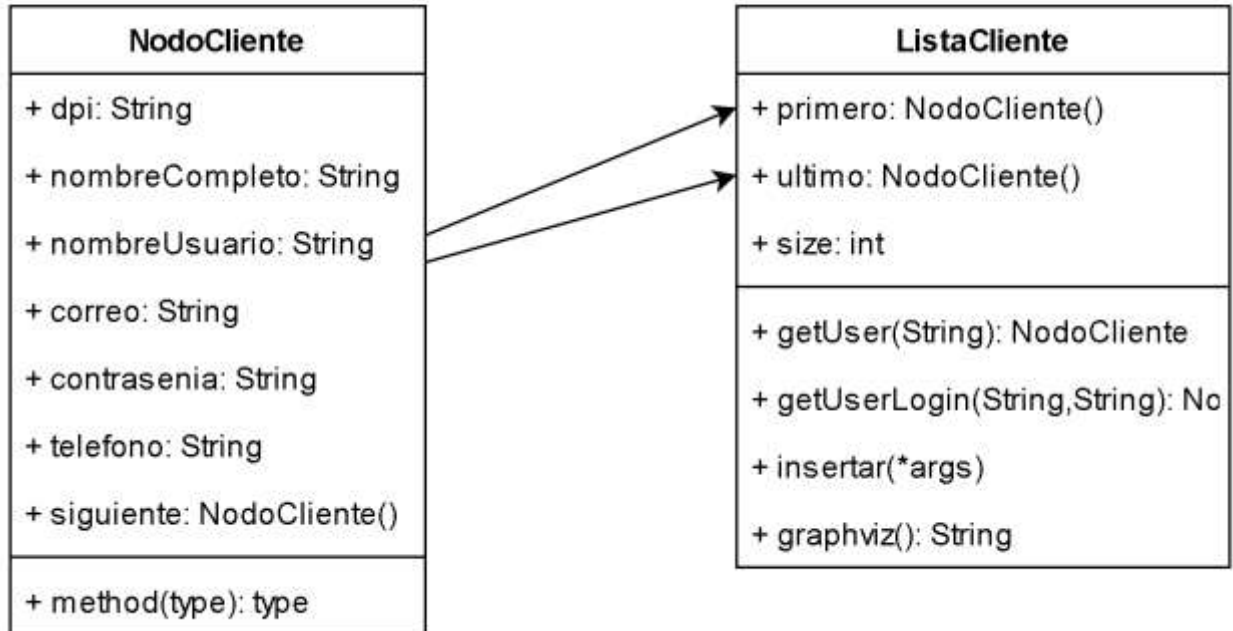 NodoCliente
+ dpi: String
+ nombreCompleto: String
+ nombreUsuario: String
+ correo: String
+ contrasenia: String
+ telefono: String
+ siguiente: NodoCliente()
+ method(type): type
ListaCliente
+ primero: NodoCliente()
+ ultimo: NodoCliente()
+ size: int
+ getUser(String): NodoCliente
+ getUserLogin(String,String): No
+ insertar(*args)
+ graphviz(): String